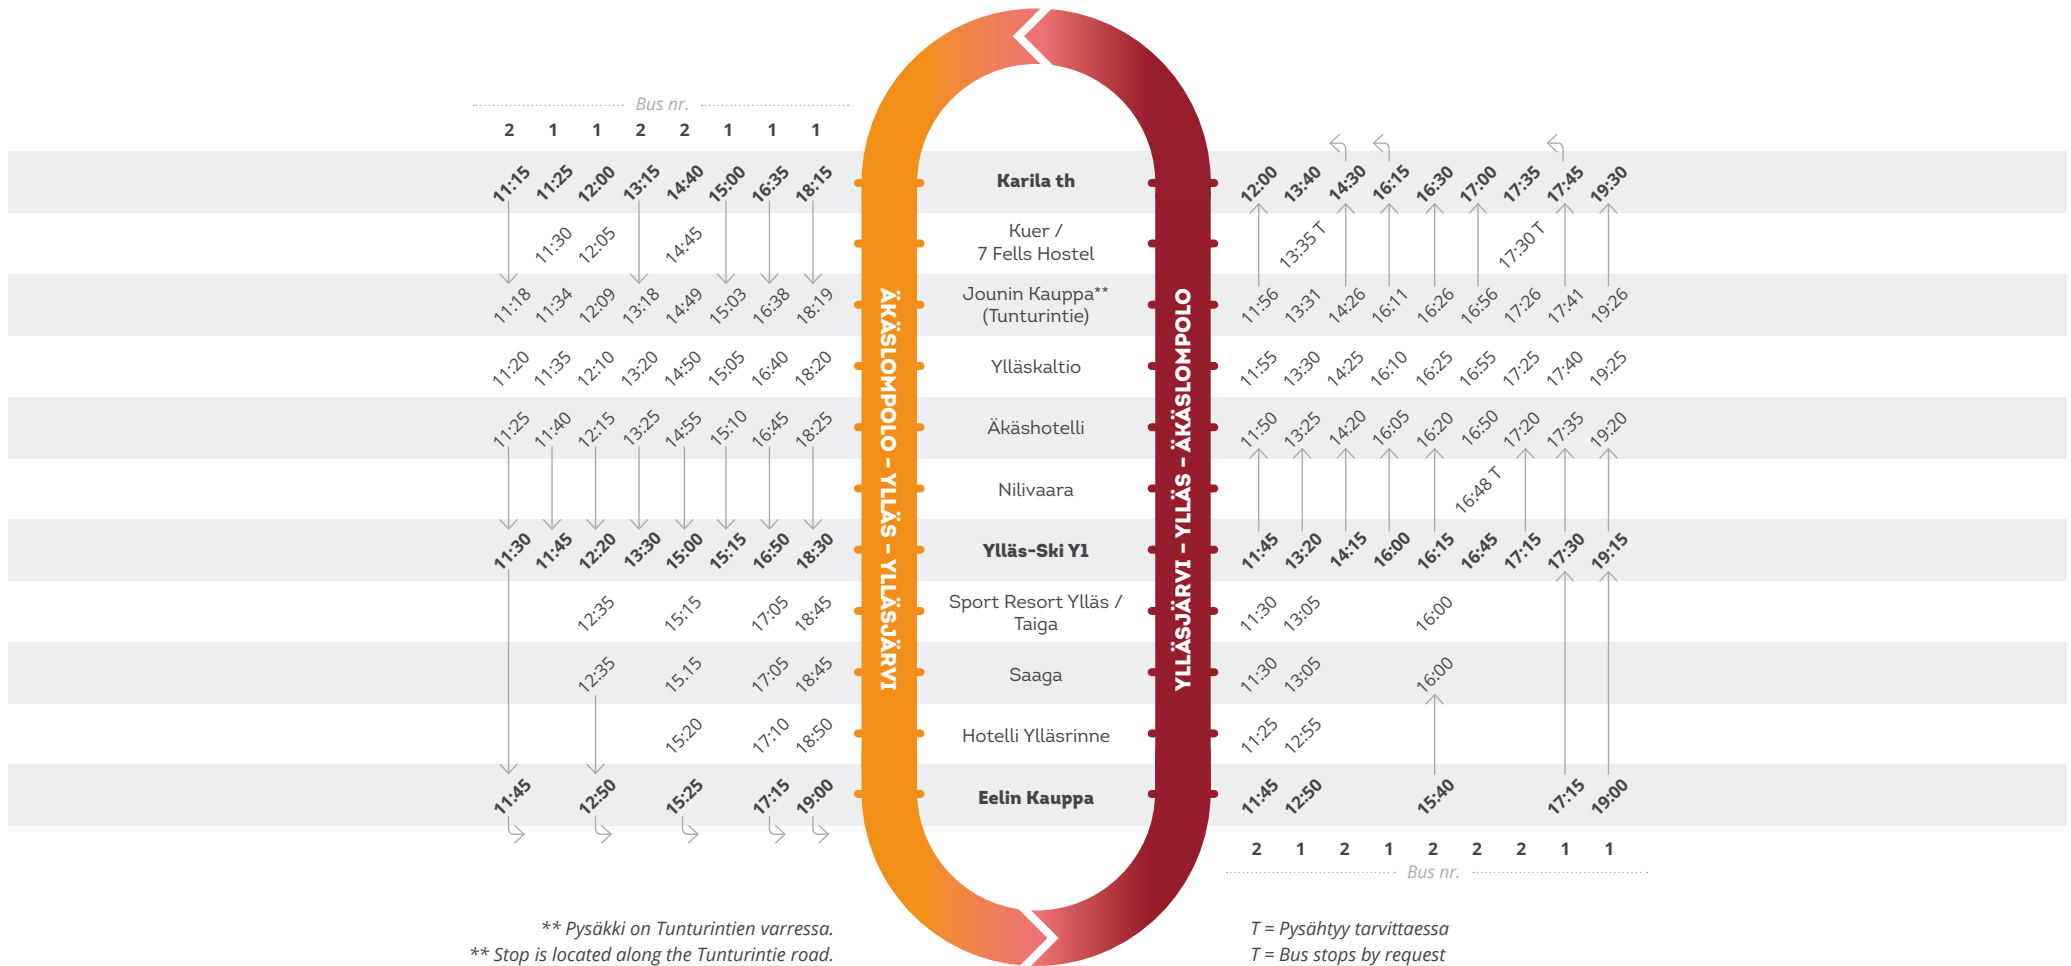 Bus nr.
2 1 1 2 2 1 1 1
11:15 11:25 12:00 13:15 14:40 15:00 16:35 18:15 Karila th 12:00 13:40 14:30 16:15 16:30 17:00 17:35 17:45 19:30
11:30 12:05 14:45 Kuer / 13:35 T 17:30 T
7 Fells Hostel
11:18 11:34 12:09 13:18 14:49 15:03 16:38 18:19 Jounin Kauppa** 11:56 13:31 14:26 16:11 16:26 16:56 17:26 17:41 19:26
(Tunturintie)
11:20 11:35 12:10 13:20 14:50 15:05 16:40 18:20 Ylläskaltio 11:55 13:30 14:25 16:10 16:25 16:55 17:25 17:40 19:25
11:25 11:40 12:15 13:25 14:55 15:10 16:45 18:25 Äkäshotelli 11:50 13:25 14:20 16:05 16:20 16:50 17:20 17:35 19:20
Nilivaara 16:48 T
11:30 11:45 12:20 13:30 15:00 15:15 16:50 18:30 Ylläs-Ski Y1 11:45 13:20 14:15 16:00 16:15 16:45 17:15 17:30 19:15
12:35 15:15 17:05 18:45 Sport Resort Ylläs / 11:30 13:05 16:00
Taiga
12:35 15:15 17:05 18:45 Saaga 11:30 13:05 16:00
15:20 17:10 18:50 Hotelli Ylläsrinne 11:25 12:55
11:45 12:50 15:25 17:15 19:00 Eelin Kauppa 11:45 12:50 15:40 17:15 19:00
ÄKÄSLOMPOLO – YLLÄS – YLLÄSJÄRVI
YLLÄSJÄRVI – YLLÄS – ÄKÄSLOMPOLO
2 1 2 1 2 2 2 1 1
Bus nr.
** Pysäkki on Tunturintien varressa.
** Stop is located along the Tunturintie road.
T = Pysähtyy tarvittaessa
T = Bus stops by request